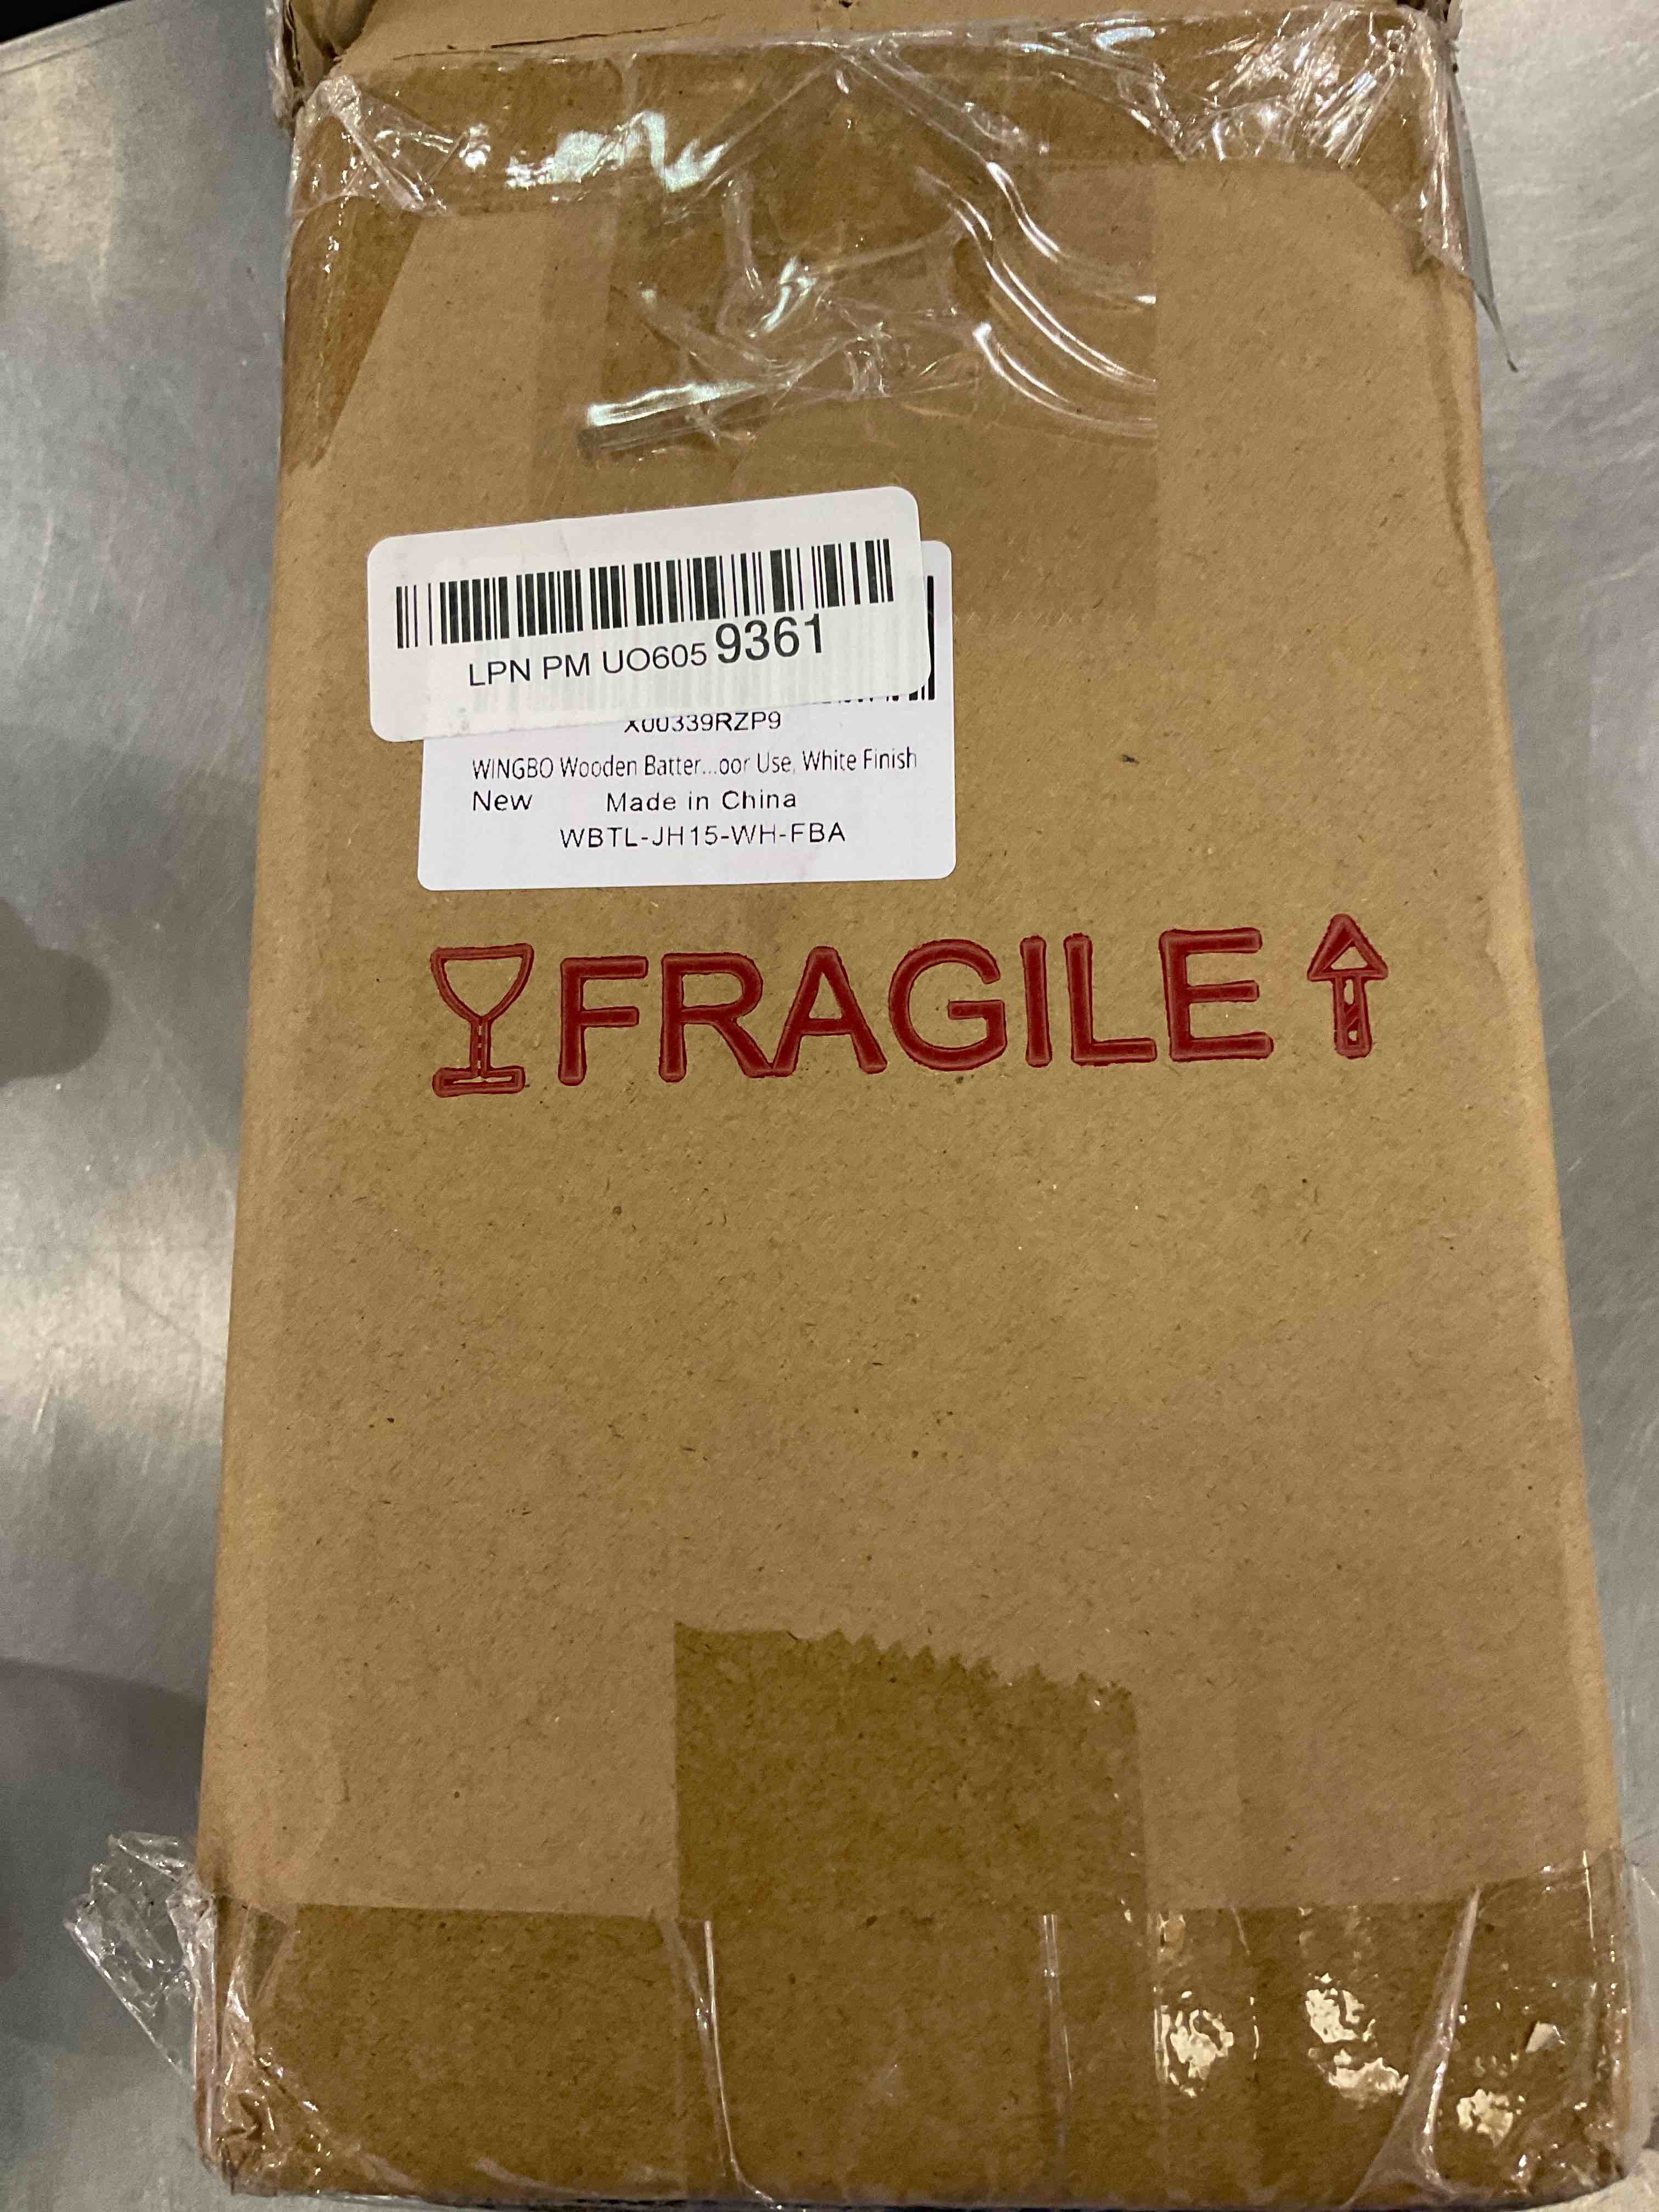 LPN PM UO605 9361
X00339RZP9
WINGBO Wooden Batter...oor Use, White Finish
New Made in China
WBTL-JH15-WH-FBA
FRAGILE